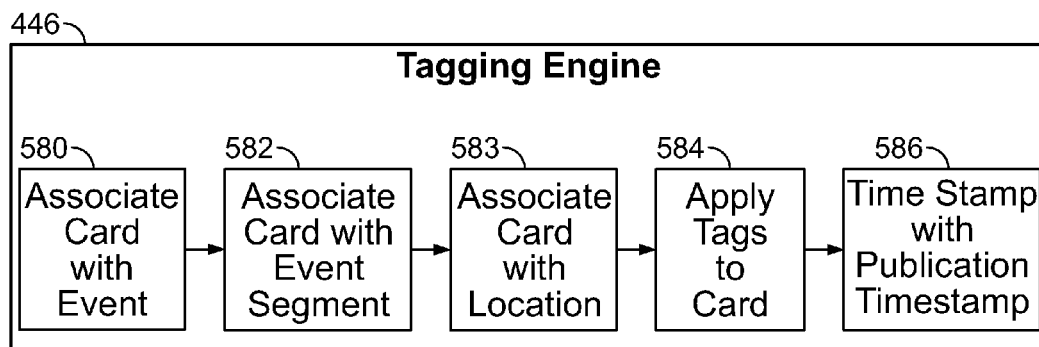 446
Tagging Engine
580
Associate
Card
with
Event
582
Associate
Card with
Event
Segment
583
Associate
Card
with
Location
584
Apply
Tags
to
Card
586
Time Stamp
with
Publication
Timestamp